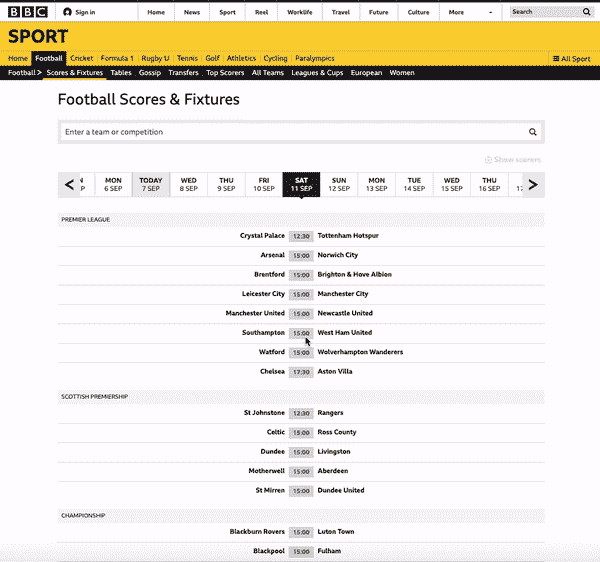 BBC Sign in Home News Sport Reel Worklife Travel Future Culture More Search
SPORT
Home Football Cricket Formula 1 Rugby U Tennis Golf Athletics Cycling Paralympics All Sport
Football Scores & Fixtures Tables Gossip Transfers Top Scorers All Teams Leagues & Cups European Women
Football Scores & Fixtures
Enter a team or competition
Show scorers
MON TODAY WED THU FRI SAT SUN MON TUE WED THU
6 SEP 7 SEP 8 SEP 9 SEP 10 SEP 11 SEP 12 SEP 13 SEP 14 SEP 15 SEP 16 SEP
PREMIER LEAGUE
Crystal Palace 12:30 Tottenham Hotspur
Arsenal 15:00 Norwich City
Brentford 15:00 Brighton & Hove Albion
Leicester City 15:00 Manchester City
Manchester United 15:00 Newcastle United
Southampton 15:00 West Ham United
Watford 15:00 Wolverhampton Wanderers
Chelsea 17:30 Aston Villa
SCOTTISH PREMIERSHIP
St Johnstone 12:30 Rangers
Celtic 15:00 Ross County
Dundee 15:00 Livingston
Motherwell 15:00 Aberdeen
St Mirren 15:00 Dundee United
CHAMPIONSHIP
Blackburn Rovers 15:00 Luton Town
Blackpool 15:00 Fulham